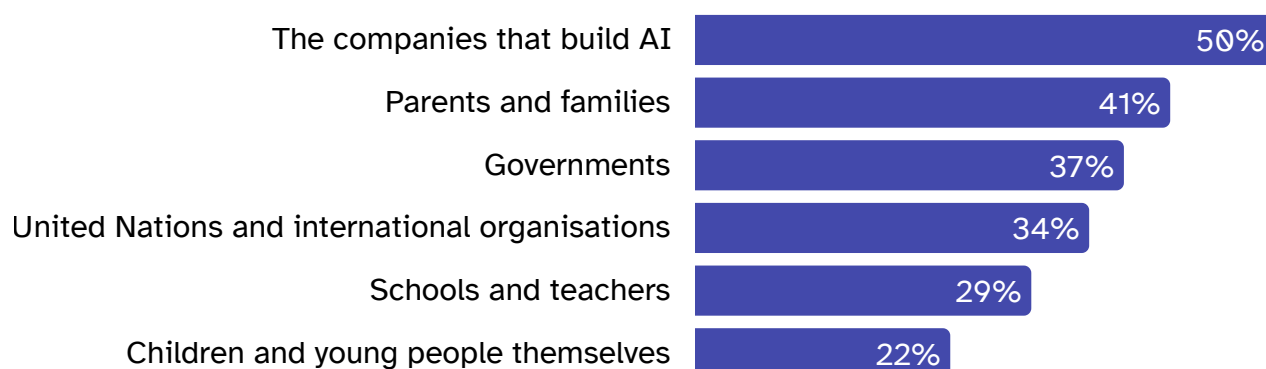 The companies that build AI 50%
Parents and families 41%
Governments 37%
United Nations and international organisations 34%
Schools and teachers 29%
Children and young people themselves 22%